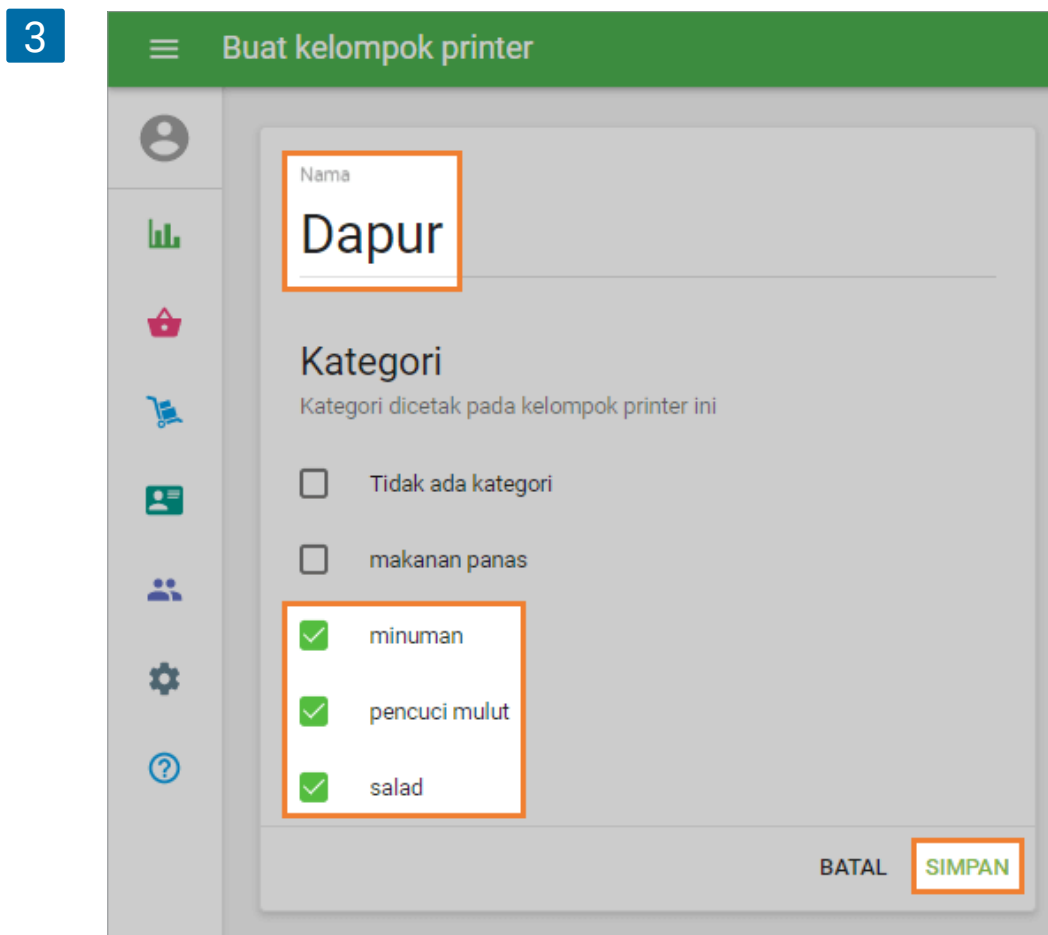 3
Buat kelompok printer
Nama
Dapur
Kategori
Kategori dicetak pada kelompok printer ini
Tidak ada kategori
makanan panas
minuman
pencuci mulut
salad
BATAL SIMPAN